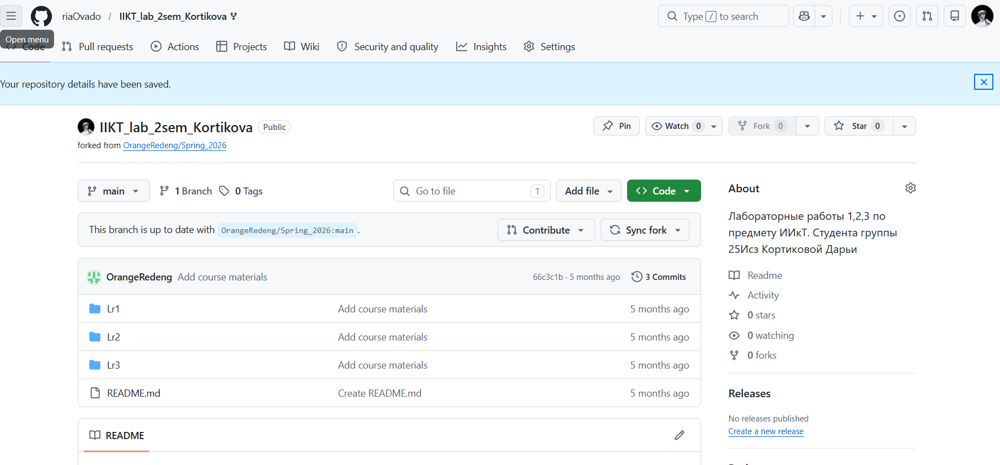 riaOvado / IIKT_lab_2sem_Kortikova
Type / to search
Open menu
Code
Pull requests
Actions
Projects
Wiki
Security and quality
Insights
Settings
Your repository details have been saved.
IIKT_lab_2sem_Kortikova Public
Pin
Watch 0
Fork 0
Star 0
forked from OrangeRedeng/Spring_2026
main
1 Branch
0 Tags
Go to file T
Add file
Code
This branch is up to date with OrangeRedeng/Spring_2026:main.
Contribute
Sync fork
OrangeRedeng Add course materials 66c3c1b · 5 months ago 3 Commits
Lr1 Add course materials 5 months ago
Lr2 Add course materials 5 months ago
Lr3 Add course materials 5 months ago
README.md Create README.md 5 months ago
README
About
Лабораторные работы 1,2,3 по
предмету ИИкТ. Студента группы
25Исз Кортиковой Дарьи
Readme
Activity
0 stars
0 watching
0 forks
Releases
No releases published
Create a new release